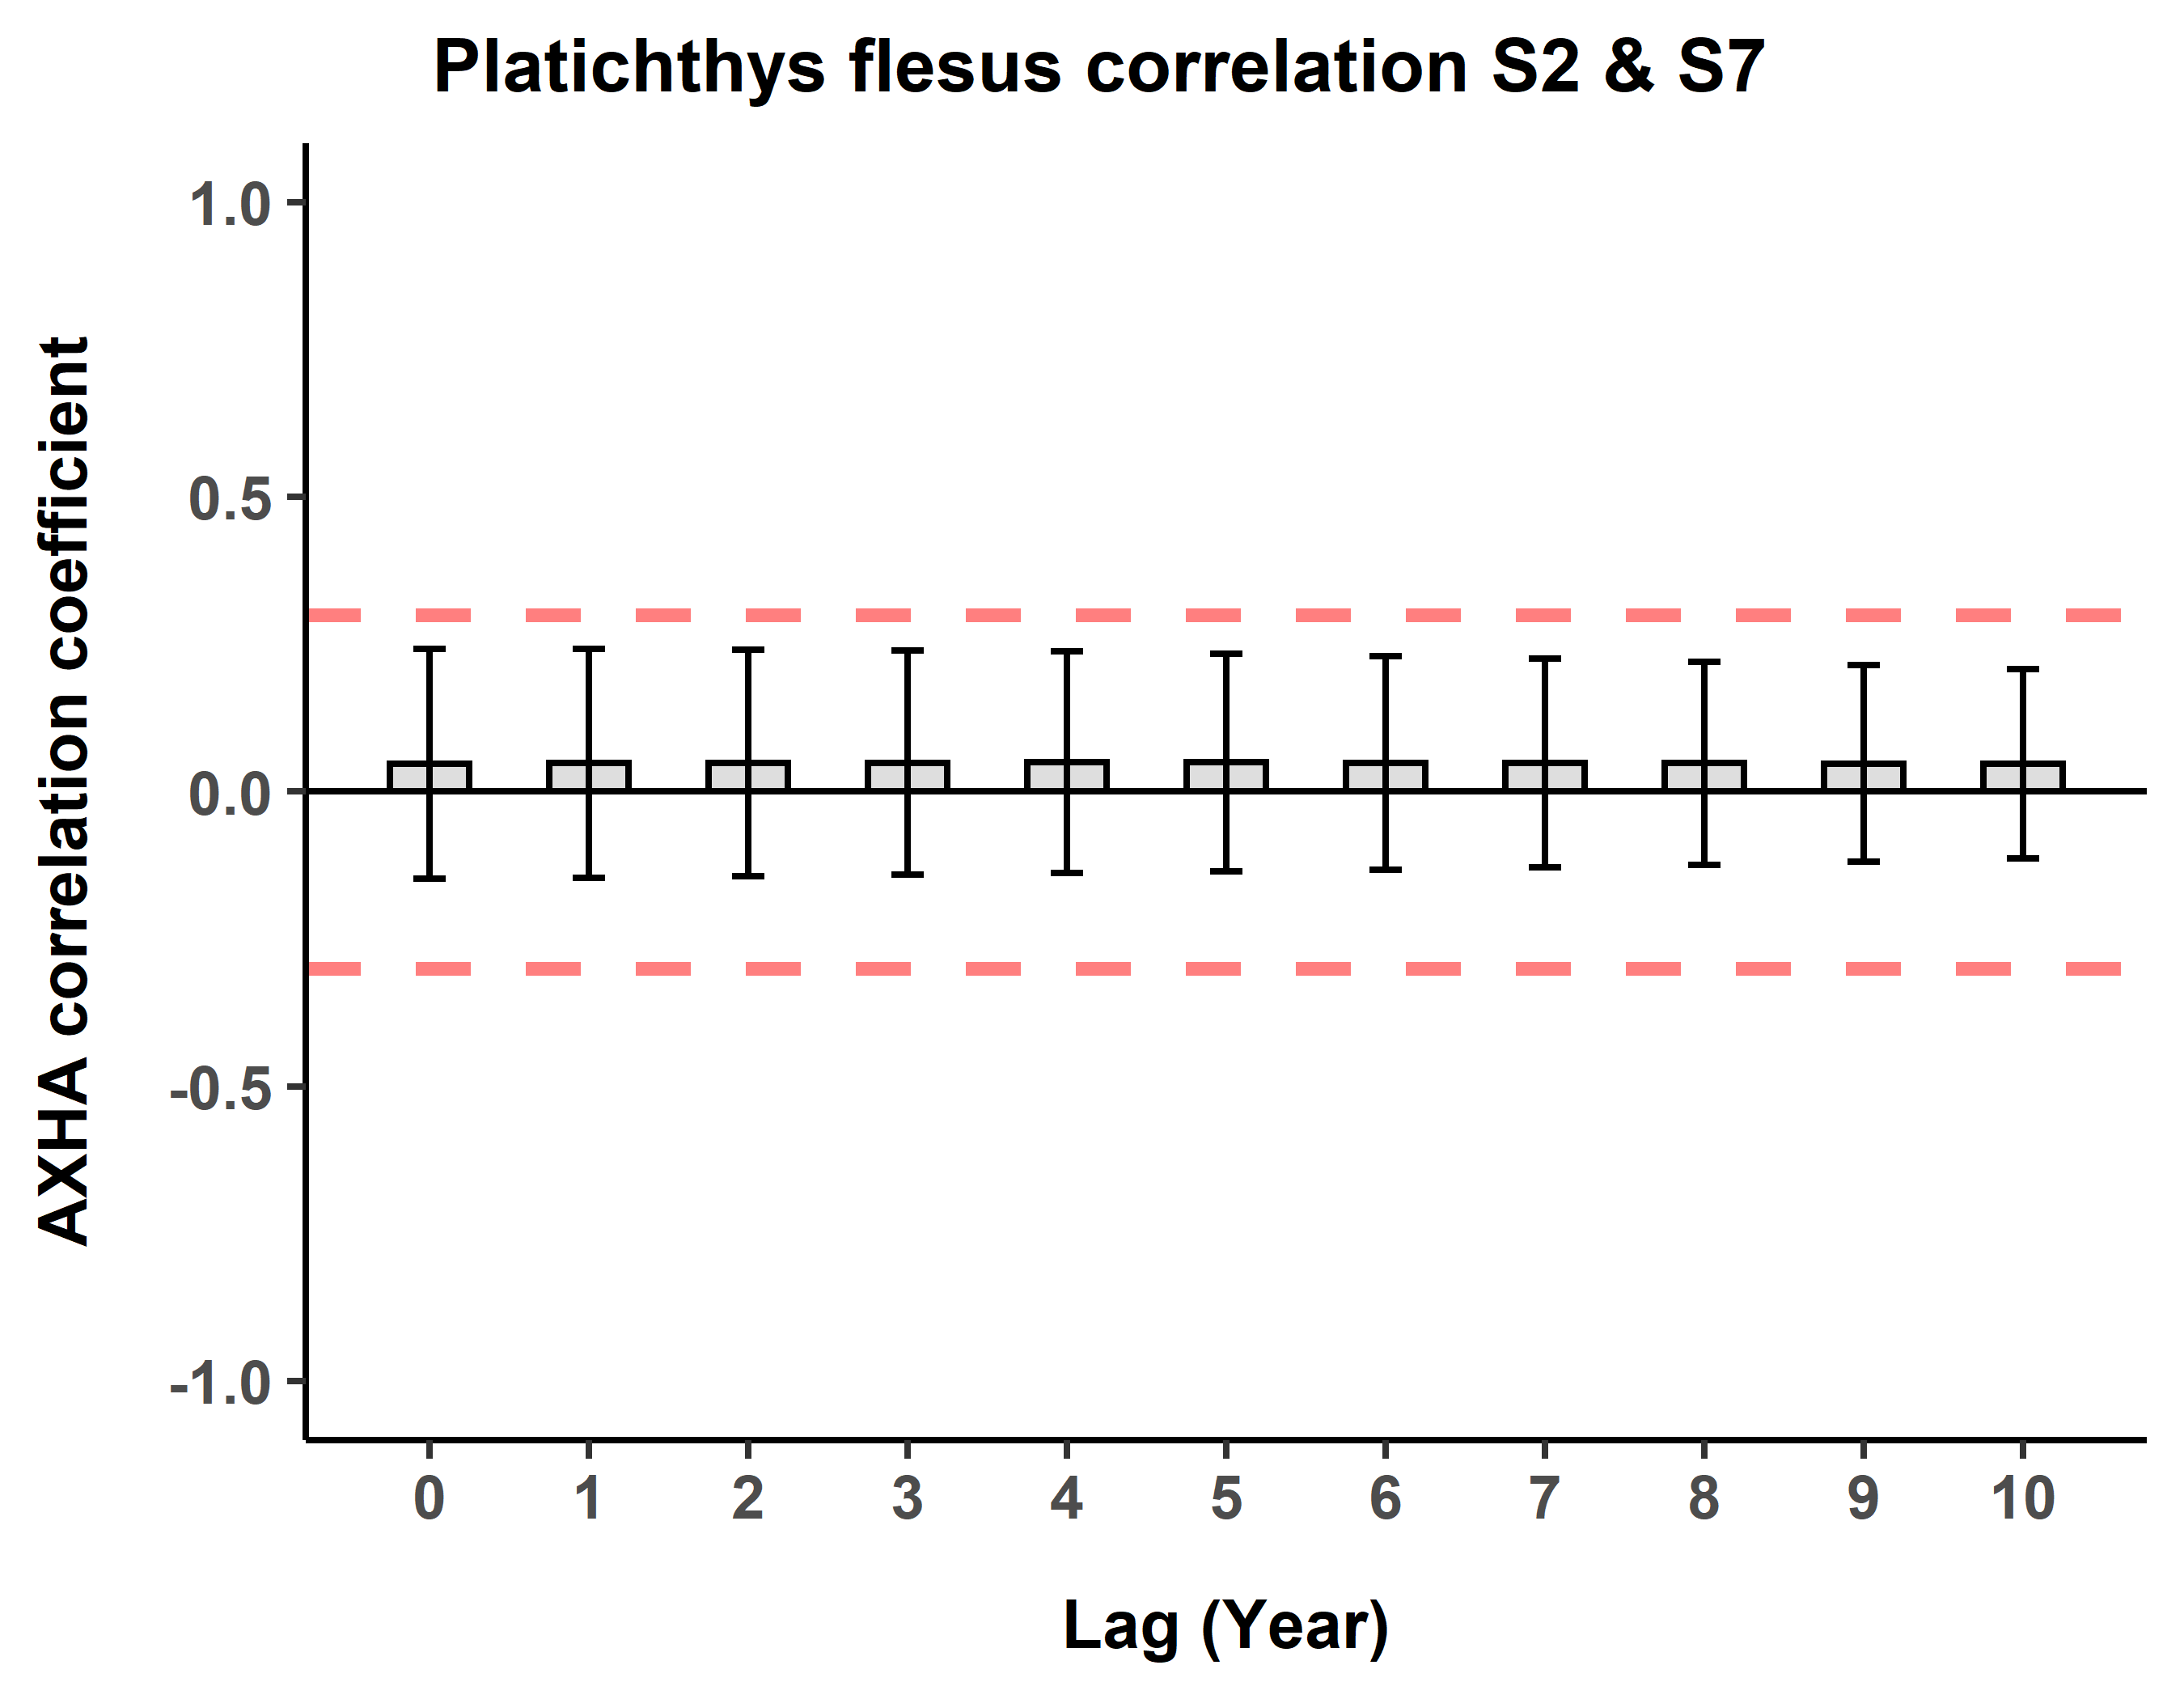 Platichthys flesus correlation S2 & S7
AXHA correlation coefficient
1.0
0.5
0.0
-0.5
-1.0
0 1 2 3 4 5 6 7 8 9 10
Lag (Year)